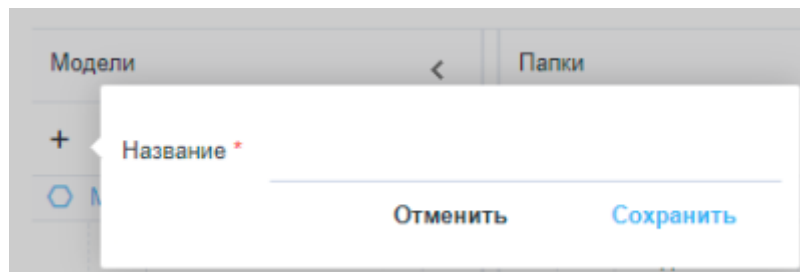 Модели < Папки
+
Название *
М
Отменить Сохранить